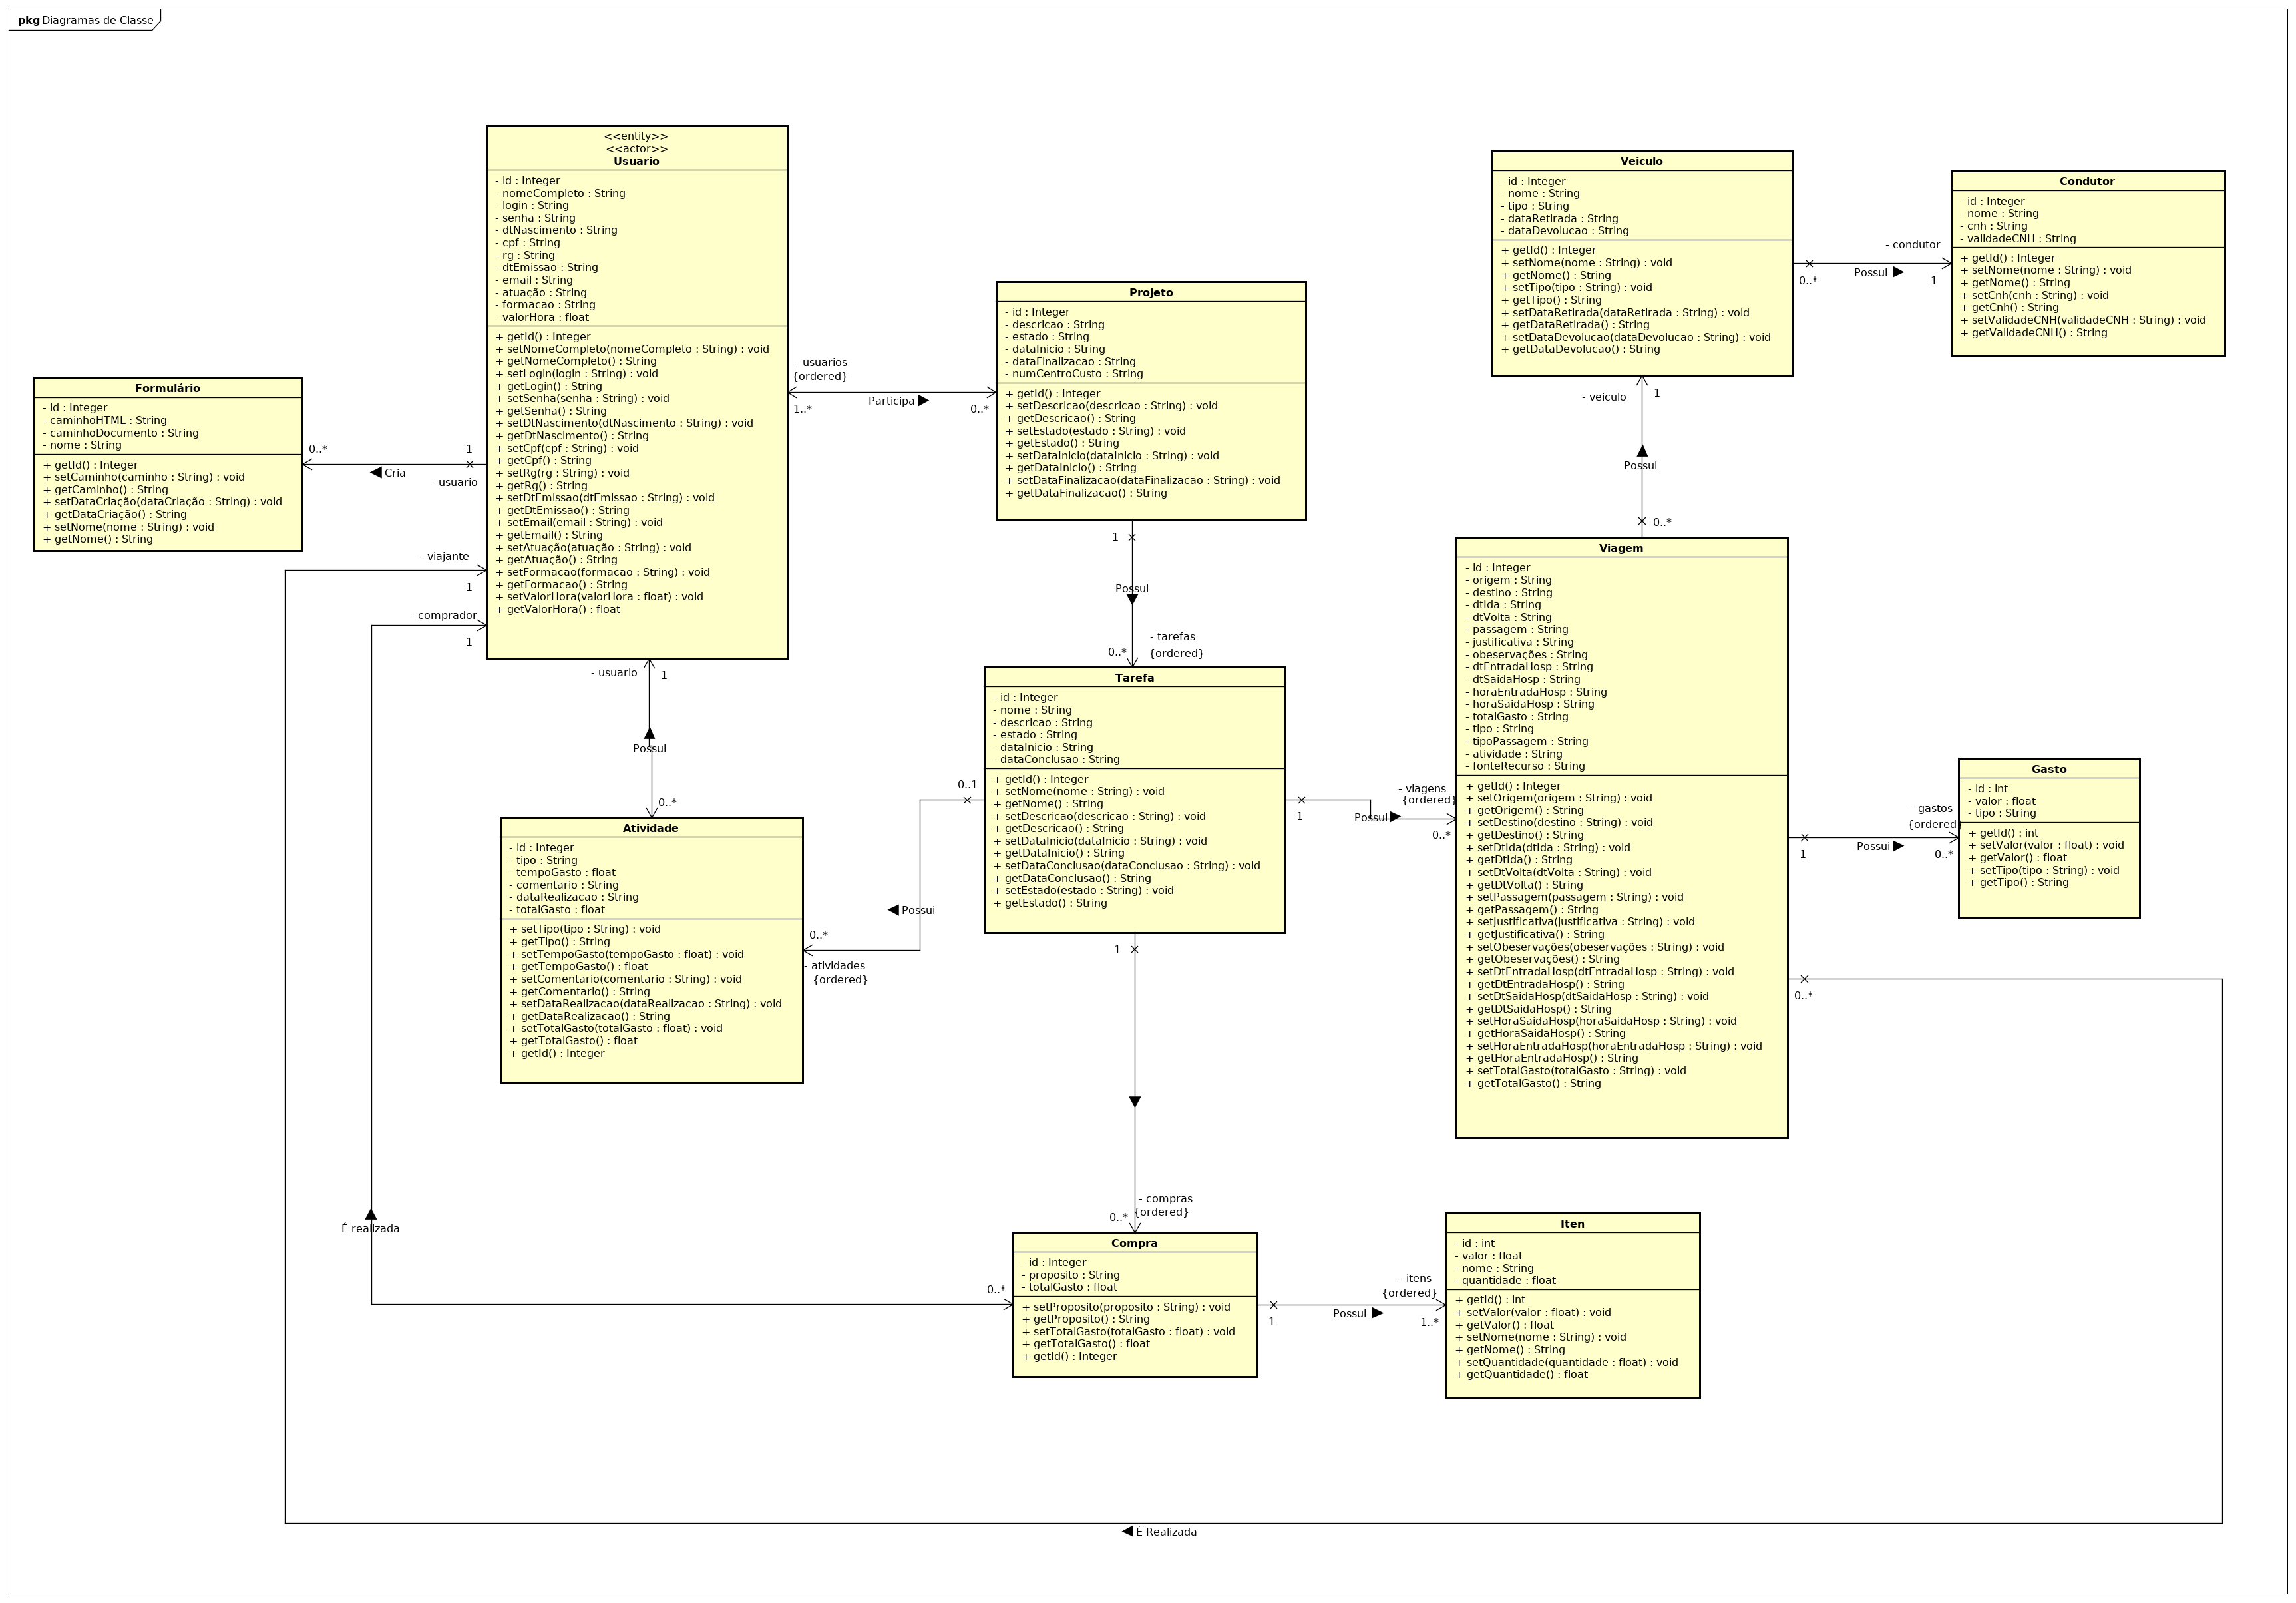 pkg Diagramas de Classe
<<entity>>
<<actor>>
Usuario
- id : Integer
- nomeCompleto : String
- login : String
- senha : String
- dtNascimento : String
- cpf : String
- rg : String
- dtEmissao : String
- email : String
- atuação : String
- formacao : String
- valorHora : float
+ getId() : Integer
+ setNomeCompleto(nomeCompleto : String) : void
+ getNomeCompleto() : String
+ setLogin(login : String) : void
+ getLogin() : String
+ setSenha(senha : String) : void
+ getSenha() : String
+ setDtNascimento(dtNascimento : String) : void
+ getDtNascimento() : String
+ setCpf(cpf : String) : void
+ getCpf() : String
+ setRg(rg : String) : void
+ getRg() : String
+ setDtEmissao(dtEmissao : String) : void
+ getDtEmissao() : String
+ setEmail(email : String) : void
+ getEmail() : String
+ setAtuação(atuação : String) : void
+ getAtuação() : String
+ setFormacao(formacao : String) : void
+ getFormacao() : String
+ setValorHora(valorHora : float) : void
+ getValorHora() : float
Formulário
- id : Integer
- caminhoHTML : String
- caminhoDocumento : String
- nome : String
+ getId() : Integer
+ setCaminho(caminho : String) : void
+ getCaminho() : String
+ setDataCriação(dataCriação : String) : void
+ getDataCriação() : String
+ setNome(nome : String) : void
+ getNome() : String
0..*
1
Cria
- usuario
- viajante
1
- comprador
1
- usuario
1
Possui
0..*
- usuarios
{ordered}
1..*
Participa
0..*
Projeto
- id : Integer
- descricao : String
- estado : String
- dataInicio : String
- dataFinalizacao : String
- numCentroCusto : String
+ getId() : Integer
+ setDescricao(descricao : String) : void
+ getDescricao() : String
+ setEstado(estado : String) : void
+ getEstado() : String
+ setDataInicio(dataInicio : String) : void
+ getDataInicio() : String
+ setDataFinalizacao(dataFinalizacao : String) : void
+ getDataFinalizacao() : String
1
Possui
- tarefas
0..*
{ordered}
Veiculo
- id : Integer
- nome : String
- tipo : String
- dataRetirada : String
- dataDevolucao : String
+ getId() : Integer
+ setNome(nome : String) : void
+ getNome() : String
+ setTipo(tipo : String) : void
+ getTipo() : String
+ setDataRetirada(dataRetirada : String) : void
+ getDataRetirada() : String
+ setDataDevolucao(dataDevolucao : String) : void
+ getDataDevolucao() : String
- condutor
0..*
Possui
1
Condutor
- id : Integer
- nome : String
- cnh : String
- validadeCNH : String
+ getId() : Integer
+ setNome(nome : String) : void
+ getNome() : String
+ setCnh(cnh : String) : void
+ getCnh() : String
+ setValidadeCNH(validadeCNH : String) : void
+ getValidadeCNH() : String
- veiculo
1
Possui
0..*
Tarefa
- id : Integer
- nome : String
- descricao : String
- estado : String
- dataInicio : String
- dataConclusao : String
+ getId() : Integer
+ setNome(nome : String) : void
+ getNome() : String
+ setDescricao(descricao : String) : void
+ getDescricao() : String
+ setDataInicio(dataInicio : String) : void
+ getDataInicio() : String
+ setDataConclusao(dataConclusao : String) : void
+ getDataConclusao() : String
+ setEstado(estado : String) : void
+ getEstado() : String
0..1
Possui
0..*
- atividades
{ordered}
Atividade
- id : Integer
- tipo : String
- tempoGasto : float
- comentario : String
- dataRealizacao : String
- totalGasto : float
+ setTipo(tipo : String) : void
+ getTipo() : String
+ setTempoGasto(tempoGasto : float) : void
+ getTempoGasto() : float
+ setComentario(comentario : String) : void
+ getComentario() : String
+ setDataRealizacao(dataRealizacao : String) : void
+ getDataRealizacao() : String
+ setTotalGasto(totalGasto : float) : void
+ getTotalGasto() : float
+ getId() : Integer
- viagens
{ordered}
1
Possui
0..*
Viagem
- id : Integer
- origem : String
- destino : String
- dtIda : String
- dtVolta : String
- passagem : String
- justificativa : String
- obeservações : String
- dtEntradaHosp : String
- dtSaidaHosp : String
- horaEntradaHosp : String
- horaSaidaHosp : String
- totalGasto : String
- tipo : String
- tipoPassagem : String
- atividade : String
- fonteRecurso : String
+ getId() : Integer
+ setOrigem(origem : String) : void
+ getOrigem() : String
+ setDestino(destino : String) : void
+ getDestino() : String
+ setDtIda(dtIda : String) : void
+ getDtIda() : String
+ setDtVolta(dtVolta : String) : void
+ getDtVolta() : String
+ setPassagem(passagem : String) : void
+ getPassagem() : String
+ setJustificativa(justificativa : String) : void
+ getJustificativa() : String
+ setObeservações(obeservações : String) : void
+ getObeservações() : String
+ setDtEntradaHosp(dtEntradaHosp : String) : void
+ getDtEntradaHosp() : String
+ setDtSaidaHosp(dtSaidaHosp : String) : void
+ getDtSaidaHosp() : String
+ setHoraSaidaHosp(horaSaidaHosp : String) : void
+ getHoraSaidaHosp() : String
+ setHoraEntradaHosp(horaEntradaHosp : String) : void
+ getHoraEntradaHosp() : String
+ setTotalGasto(totalGasto : String) : void
+ getTotalGasto() : String
- gastos
{ordered}
1
Possui
0..*
Gasto
- id : int
- valor : float
- tipo : String
+ getId() : int
+ setValor(valor : float) : void
+ getValor() : float
+ setTipo(tipo : String) : void
+ getTipo() : String
0..*
1
- compras
0..*
{ordered}
É realizada
0..*
Compra
- id : Integer
- proposito : String
- totalGasto : float
+ setProposito(proposito : String) : void
+ getProposito() : String
+ setTotalGasto(totalGasto : float) : void
+ getTotalGasto() : float
+ getId() : Integer
- itens
{ordered}
1
Possui
1..*
Iten
- id : int
- valor : float
- nome : String
- quantidade : float
+ getId() : int
+ setValor(valor : float) : void
+ getValor() : float
+ setNome(nome : String) : void
+ getNome() : String
+ setQuantidade(quantidade : float) : void
+ getQuantidade() : float
É Realizada